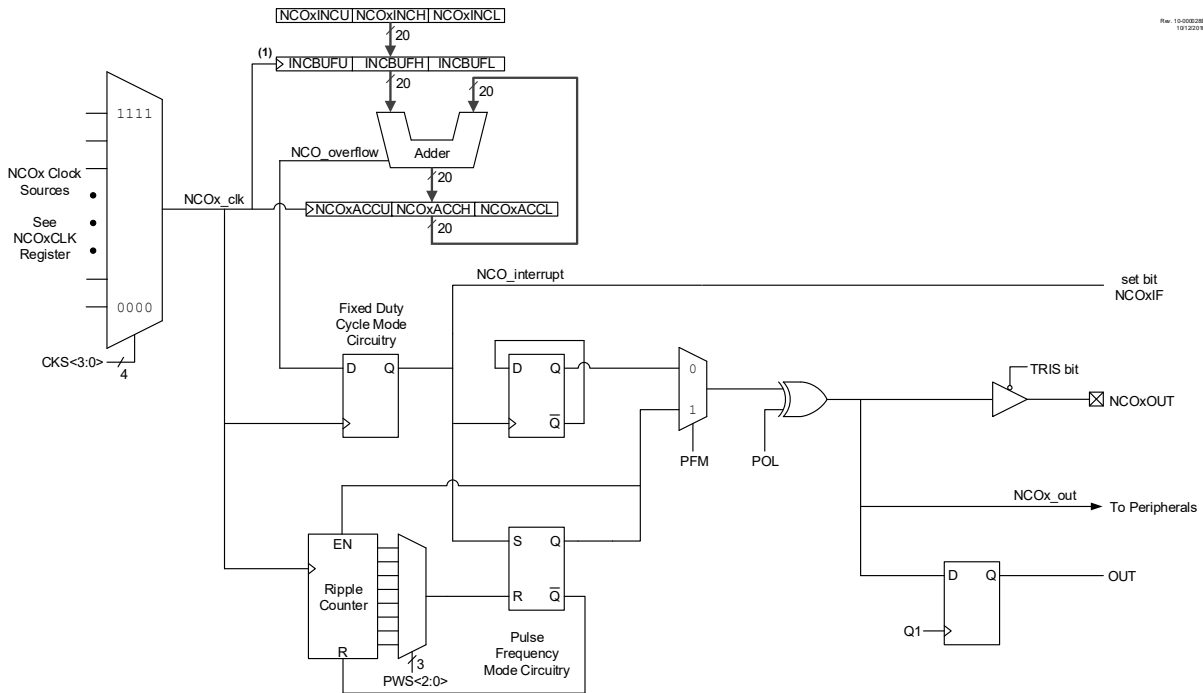 NCOxINCU NCOxINCH NCOxINCL
20
(1)
INCBUFU INCBUFH INCBUFL
20
20
1111
NCO_overflow
Adder
20
NCOx Clock
Sources
See
NCOxCLK
Register
NCOx_clk
NCOxACCU NCOxACCH NCOxACCL
20
0000
CKS<3:0>
4
NCO_interrupt
set bit
NCOxIF
Fixed Duty
Cycle Mode
Circuitry
D Q
D Q
Q
0
1
PFM
POL
TRIS bit
NCOxOUT
NCOx_out
To Peripherals
EN
Ripple
Counter
R
3
PWS<2:0>
S Q
R Q
Pulse
Frequency
Mode Circuitry
D Q
OUT
Q1